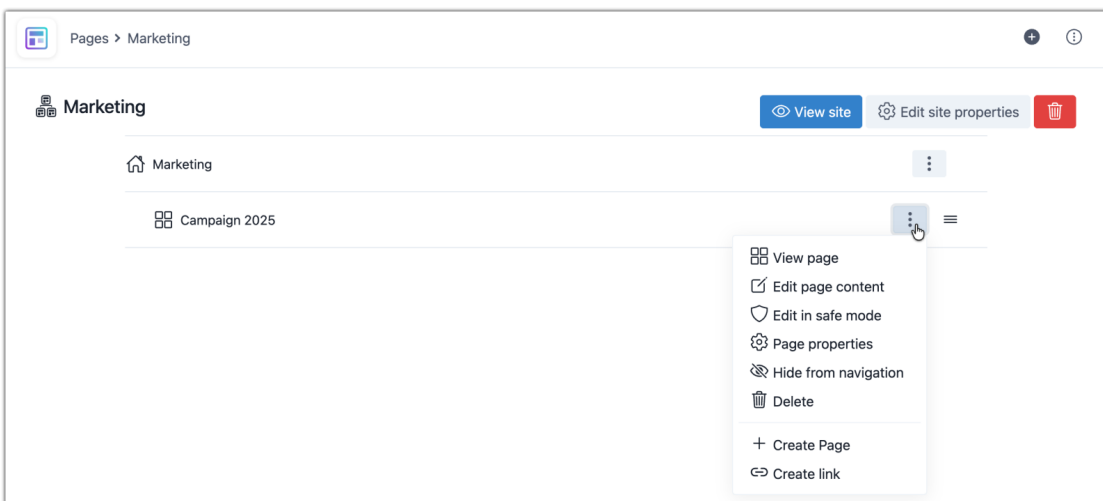 Pages > Marketing
Marketing
View site
Edit site properties
Marketing
Campaign 2025
View page
Edit page content
Edit in safe mode
Page properties
Hide from navigation
Delete
Create Page
Create link